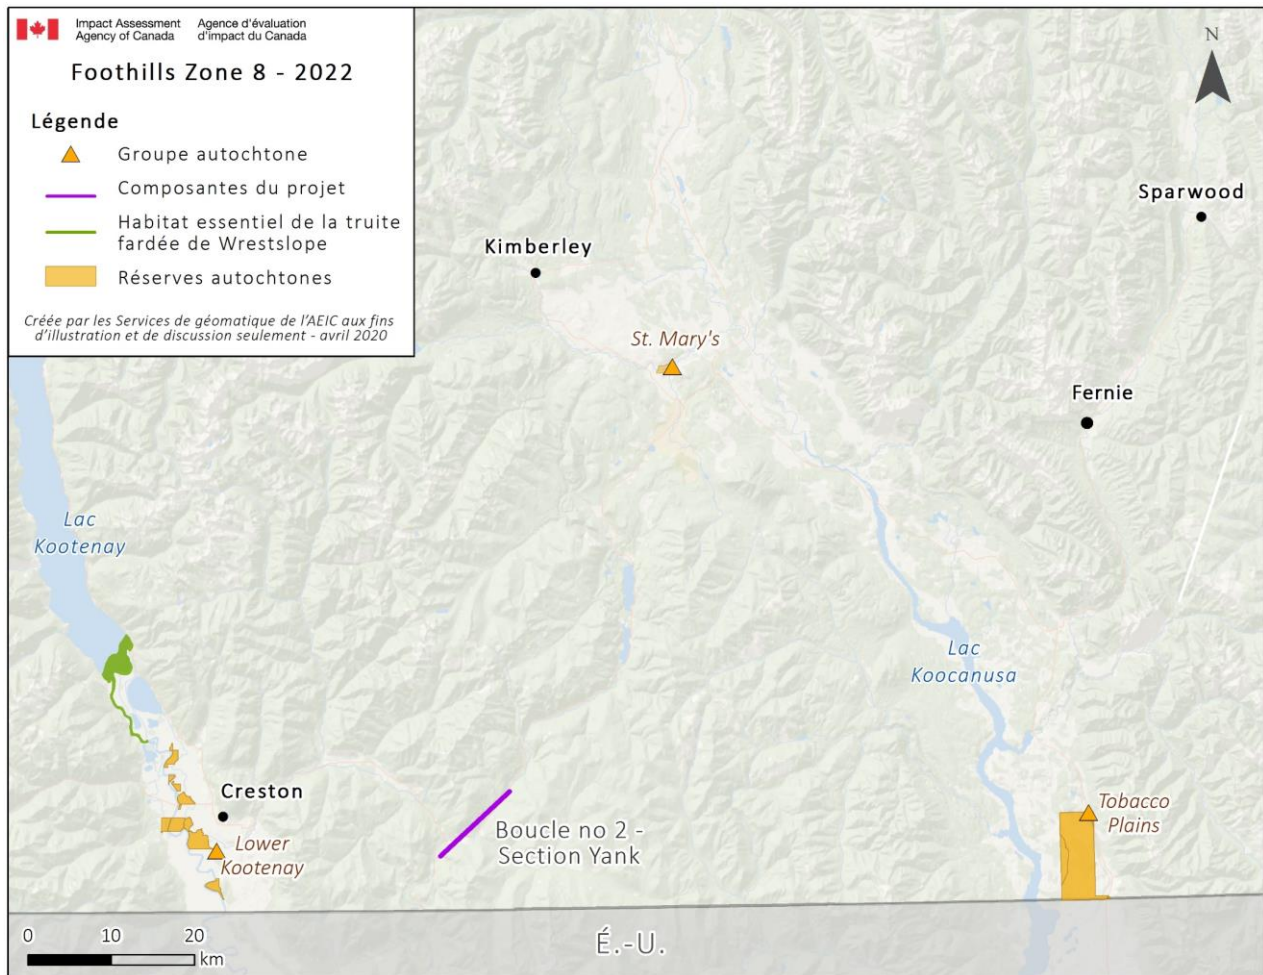 Impact Assessment
Agency of Canada
Agence d'évaluation
d'impact du Canada
Foothills Zone 8 - 2022
Légende
Groupe autochtone
Composantes du projet
Habitat essentiel de la truite
fardée de Wrestslope
Réserves autochtones
Créée par les Services de géomatique de l'AEIC aux fins
d'illustration et de discussion seulement - avril 2020
N
Sparwood
Kimberley
St. Mary's
Fernie
Lac
Kootenay
Lac
Koocanusa
Creston
Lower
Kootenay
Boucle no 2 -
Section Yank
Tobacco
Plains
É.-U.
0 10 20
km